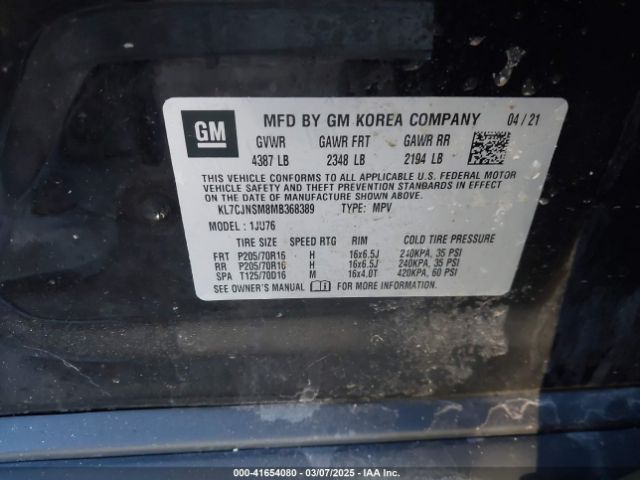 GM
MFD BY GM KOREA COMPANY 04/21
GVWR GAWR FRT GAWR RR
4387 LB 2348 LB 2194 LB
THIS VEHICLE CONFORMS TO ALL APPLICABLE U.S. FEDERAL MOTOR
VEHICLE SAFETY AND THEFT PREVENTION STANDARDS IN EFFECT
ON THE DATE OF MANUFACTURE SHOWN ABOVE.
KL7CJNSM8MB368389 TYPE: MPV
MODEL: 1JU76
TIRE SIZE SPEED RTG RIM COLD TIRE PRESSURE
FRT P205/70R16 H 16x6.5J 240KPA, 35 PSI
RR P205/70R16 H 16x6.5J 240KPA, 35 PSI
SPA T125/70D16 M 16x4.0T 420KPA, 60 PSI
SEE OWNER'S MANUAL FOR MORE INFORMATION.
000-41654080 | 03/07/2025 | IAA Inc.